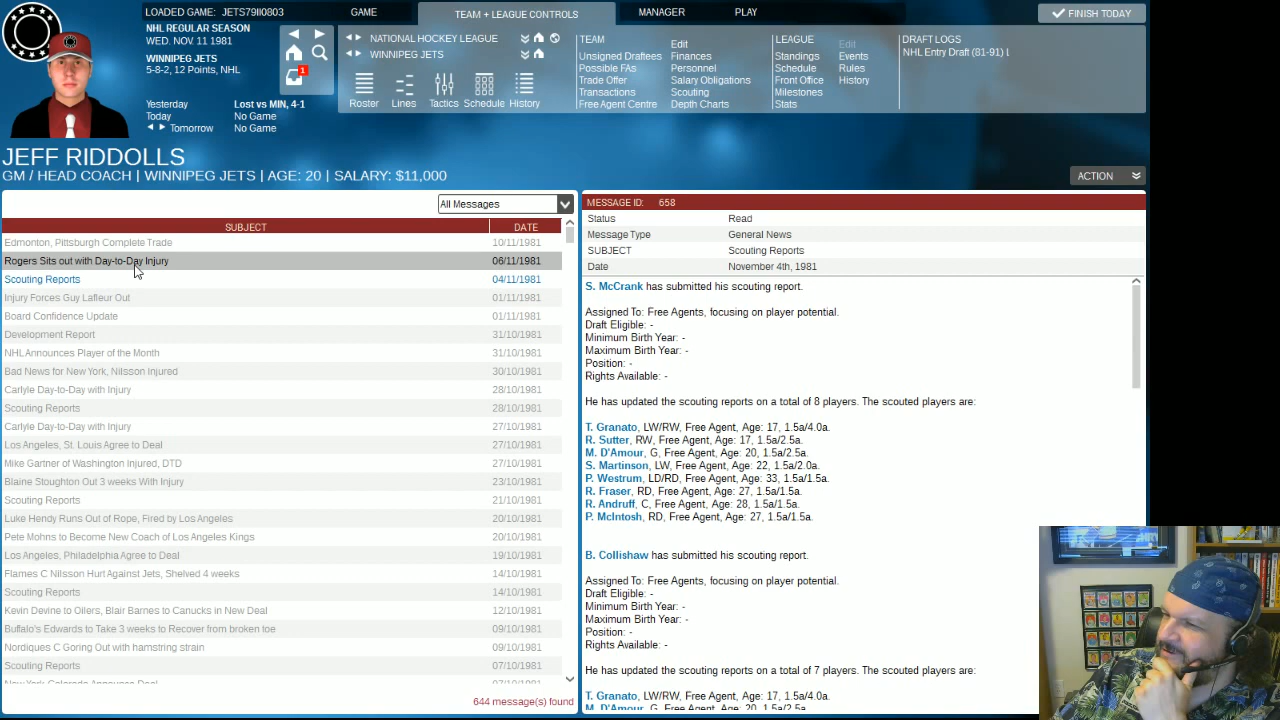 LOADED GAME: JETS79II0803
GAME
TEAM + LEAGUE CONTROLS
MANAGER
PLAY
FINISH TODAY
NHL REGULAR SEASON
WED. NOV. 11 1981
WINNIPEG JETS
5-8-2, 12 Points, NHL
Yesterday Lost vs MIN, 4-1
Today No Game
Tomorrow No Game
1
NATIONAL HOCKEY LEAGUE
WINNIPEG JETS
Roster Lines Tactics Schedule History
TEAM
Unsigned Draftees
Possible FAs
Trade Offer
Transactions
Free Agent Centre
Edit
Finances
Personnel
Salary Obligations
Scouting
Depth Charts
LEAGUE
Standings
Schedule
Front Office
Milestones
Stats
Edit
Events
Rules
History
DRAFT LOGS
NHL Entry Draft (81-91) L
JEFF RIDDOLLS
GM / HEAD COACH | WINNIPEG JETS | AGE: 20 | SALARY: $11,000
ACTION
All Messages
SUBJECT DATE
Edmonton, Pittsburgh Complete Trade 10/11/1981
Rogers Sits out with Day-to-Day Injury 06/11/1981
Scouting Reports 04/11/1981
Injury Forces Guy Lafleur Out 01/11/1981
Board Confidence Update 01/11/1981
Development Report 31/10/1981
NHL Announces Player of the Month 31/10/1981
Bad News for New York, Nilsson Injured 30/10/1981
Carlyle Day-to-Day with Injury 28/10/1981
Scouting Reports 28/10/1981
Carlyle Day-to-Day with Injury 27/10/1981
Los Angeles, St. Louis Agree to Deal 27/10/1981
Mike Gartner of Washington Injured, DTD 27/10/1981
Blaine Stoughton Out 3 weeks With Injury 23/10/1981
Scouting Reports 21/10/1981
Luke Hendy Runs Out of Rope, Fired by Los Angeles 20/10/1981
Pete Mohns to Become New Coach of Los Angeles Kings 20/10/1981
Los Angeles, Philadelphia Agree to Deal 19/10/1981
Flames C Nilsson Hurt Against Jets, Shelved 4 weeks 14/10/1981
Scouting Reports 14/10/1981
Kevin Devine to Oilers, Blair Barnes to Canucks in New Deal 12/10/1981
Buffalo's Edwards to Take 3 weeks to Recover from broken toe 09/10/1981
Nordiques C Goring Out with hamstring strain 09/10/1981
Scouting Reports 07/10/1981
New York, Colorado Announce Deal 07/10/1981
644 message(s) found
MESSAGE ID: 658
Status Read
Message Type General News
SUBJECT Scouting Reports
Date November 4th, 1981
S. McCrank has submitted his scouting report.
Assigned To: Free Agents, focusing on player potential.
Draft Eligible: -
Minimum Birth Year: -
Maximum Birth Year: -
Position: -
Rights Available: -
He has updated the scouting reports on a total of 8 players. The scouted players are:
T. Granato, LW/RW, Free Agent, Age: 17, 1.5a/4.0a.
R. Sutter, RW, Free Agent, Age: 17, 1.5a/2.5a.
M. D'Amour, G, Free Agent, Age: 20, 1.5a/2.5a.
S. Martinson, LW, Free Agent, Age: 22, 1.5a/2.0a.
P. Westrum, LD/RD, Free Agent, Age: 33, 1.5a/1.5a.
R. Fraser, RD, Free Agent, Age: 27, 1.5a/1.5a.
R. Andruff, C, Free Agent, Age: 28, 1.5a/1.5a.
P. McIntosh, RD, Free Agent, Age: 27, 1.5a/1.5a.
B. Collishaw has submitted his scouting report.
Assigned To: Free Agents, focusing on player potential.
Draft Eligible: -
Minimum Birth Year: -
Maximum Birth Year: -
Position: -
Rights Available: -
He has updated the scouting reports on a total of 7 players. The scouted players are:
T. Granato, LW/RW, Free Agent, Age: 17, 1.5a/4.0a.
M. D'Amour, G, Free Agent, Age: 20, 1.5a/2.5a.